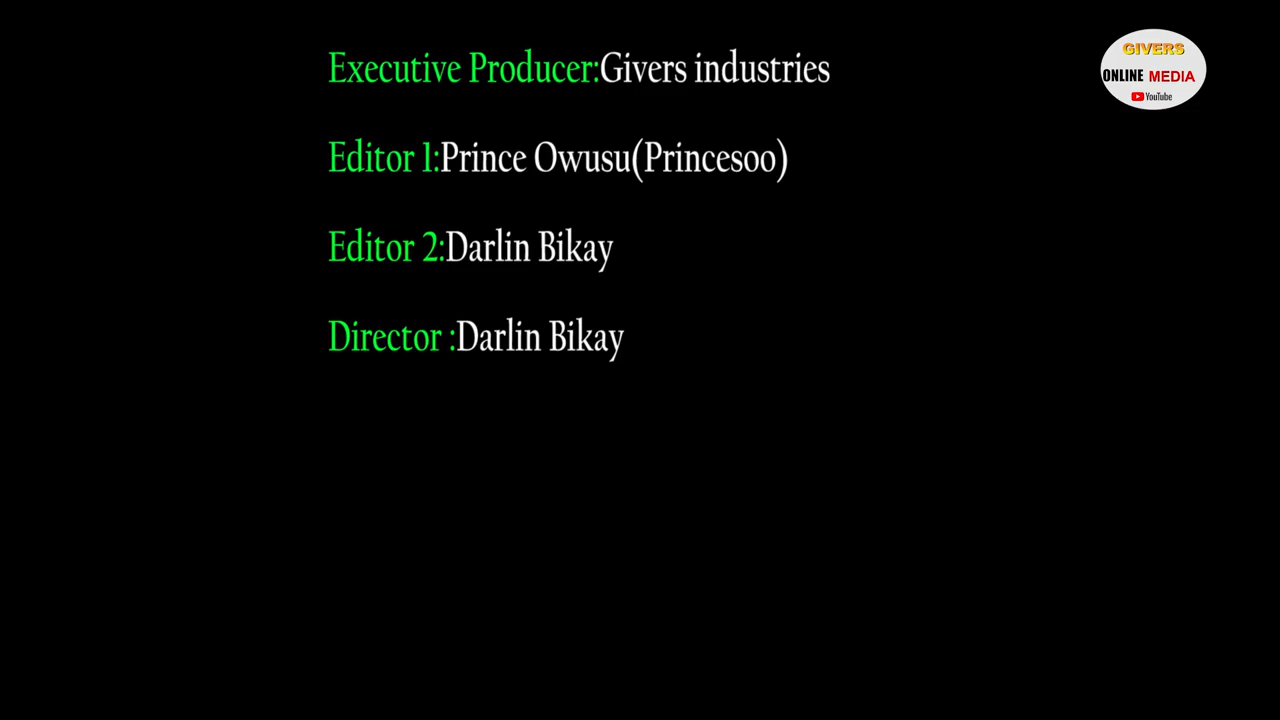 Executive Producer:Givers industries
Editor 1:Prince Owusu(Princesoo)
Editor 2:Darlin Bikay
Director :Darlin Bikay
GIVERS
ONLINE MEDIA
YouTube